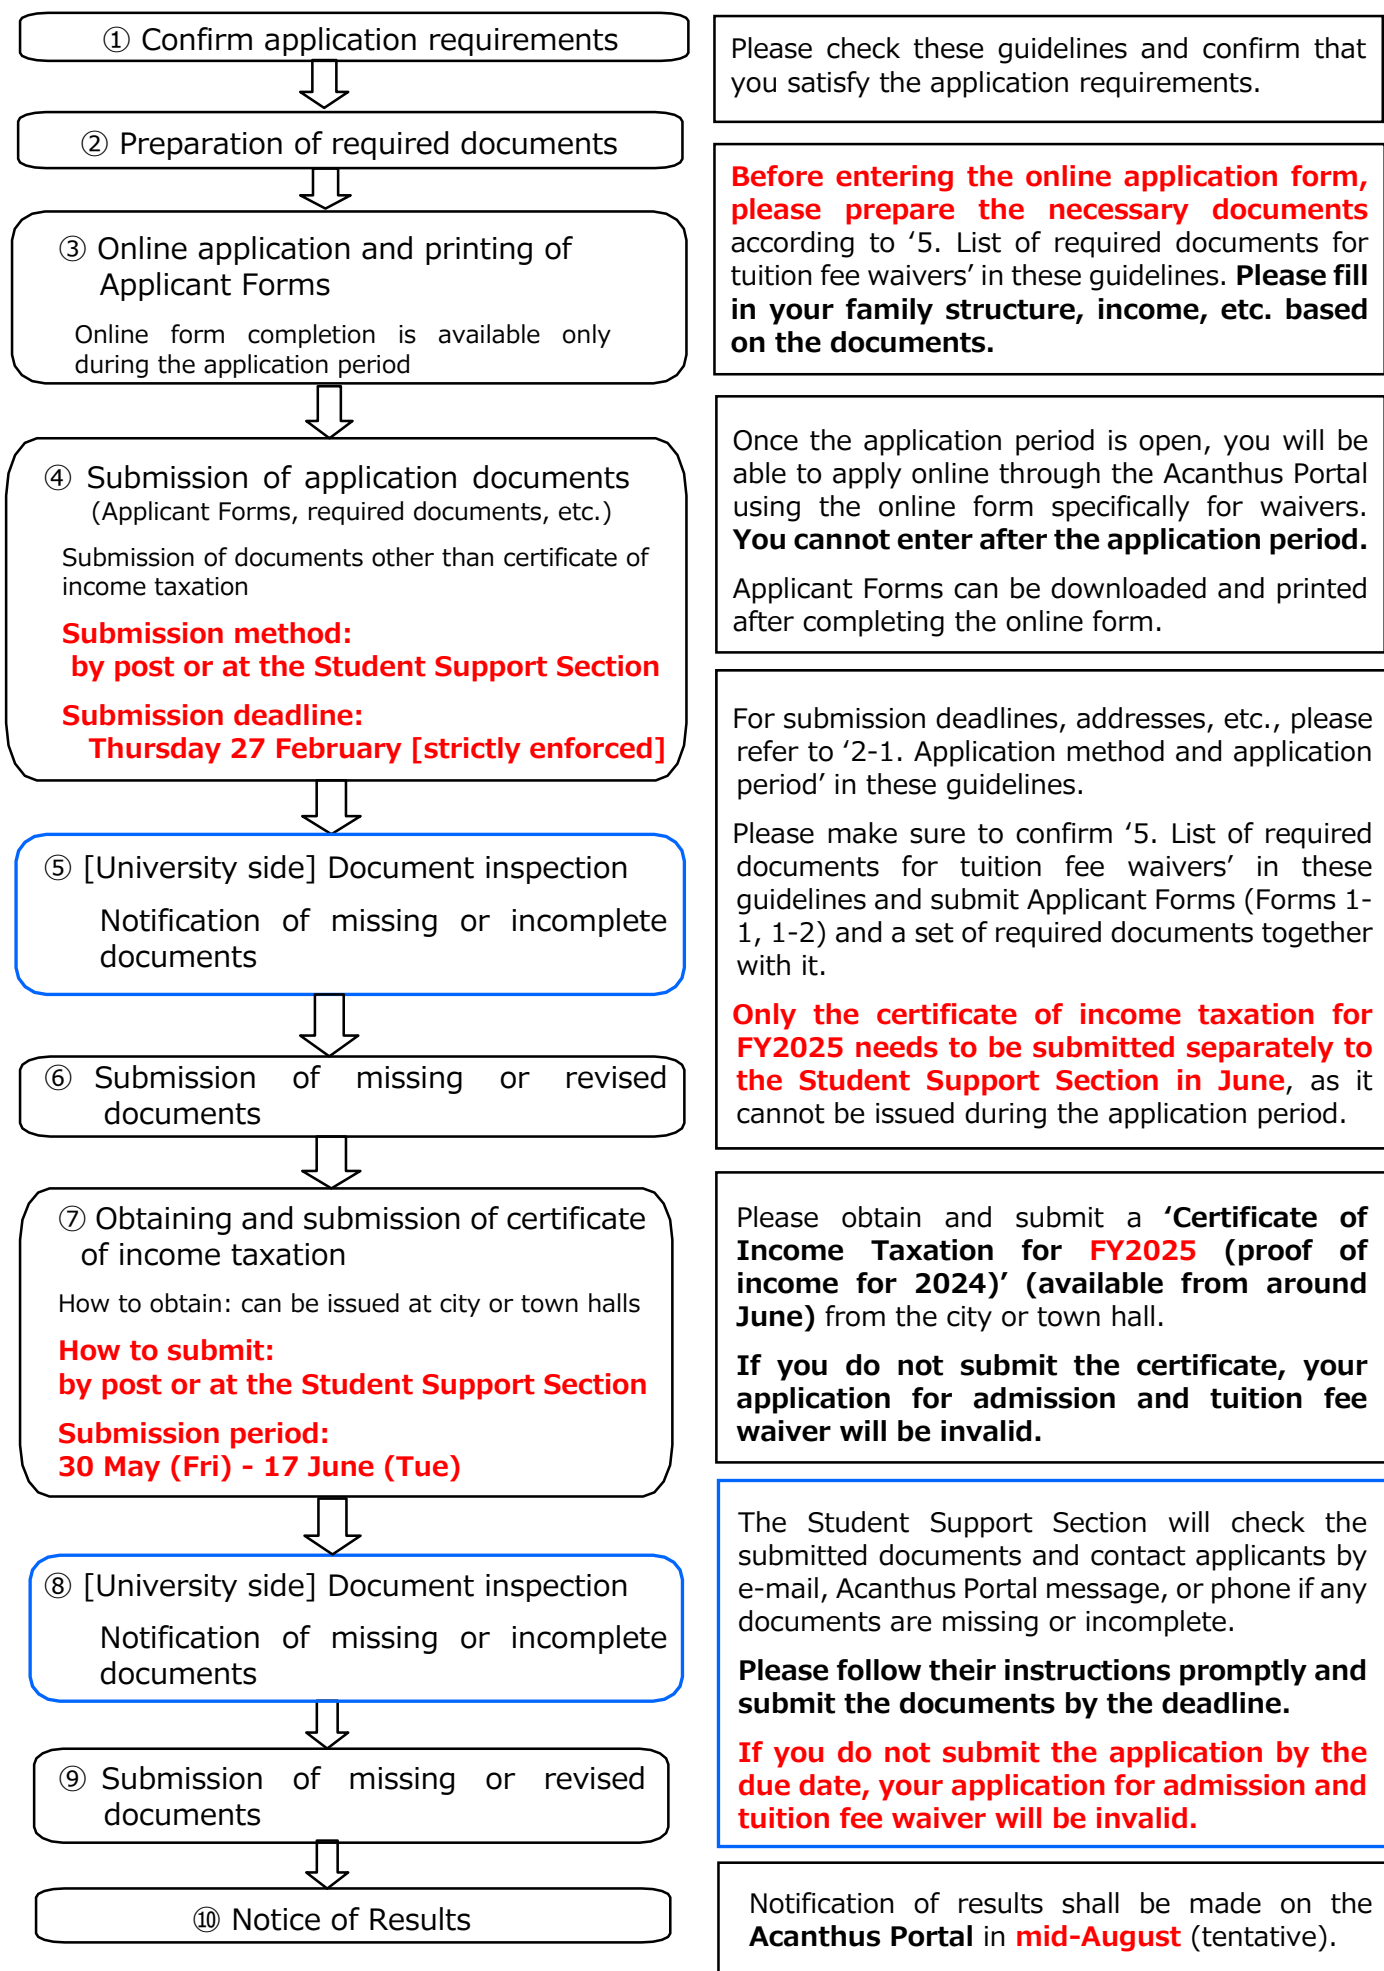 ① Confirm application requirements
② Preparation of required documents
③ Online application and printing of
Applicant Forms
Online form completion is available only
during the application period
④ Submission of application documents
(Applicant Forms, required documents, etc.)
Submission of documents other than certificate of
income taxation
Submission method:
by post or at the Student Support Section
Submission deadline:
Thursday 27 February [strictly enforced]
⑤ [University side] Document inspection
Notification of missing or incomplete
documents
⑥ Submission of missing or revised
documents
⑦ Obtaining and submission of certificate
of income taxation
How to obtain: can be issued at city or town halls
How to submit:
by post or at the Student Support Section
Submission period:
30 May (Fri) - 17 June (Tue)
⑧ [University side] Document inspection
Notification of missing or incomplete
documents
⑨ Submission of missing or revised
documents
⑩ Notice of Results
Please check these guidelines and confirm that
you satisfy the application requirements.
Before entering the online application form,
please prepare the necessary documents
according to ‘5. List of required documents for
tuition fee waivers’ in these guidelines. Please fill
in your family structure, income, etc. based
on the documents.
Once the application period is open, you will be
able to apply online through the Acanthus Portal
using the online form specifically for waivers.
You cannot enter after the application period.
Applicant Forms can be downloaded and printed
after completing the online form.
For submission deadlines, addresses, etc., please
refer to ‘2-1. Application method and application
period’ in these guidelines.
Please make sure to confirm ‘5. List of required
documents for tuition fee waivers’ in these
guidelines and submit Applicant Forms (Forms 1-
1, 1-2) and a set of required documents together
with it.
Only the certificate of income taxation for
FY2025 needs to be submitted separately to
the Student Support Section in June, as it
cannot be issued during the application period.
Please obtain and submit a ‘Certificate of
Income Taxation for FY2025 (proof of
income for 2024)’ (available from around
June) from the city or town hall.
If you do not submit the certificate, your
application for admission and tuition fee
waiver will be invalid.
The Student Support Section will check the
submitted documents and contact applicants by
e-mail, Acanthus Portal message, or phone if any
documents are missing or incomplete.
Please follow their instructions promptly and
submit the documents by the deadline.
If you do not submit the application by the
due date, your application for admission and
tuition fee waiver will be invalid.
Notification of results shall be made on the
Acanthus Portal in mid-August (tentative).